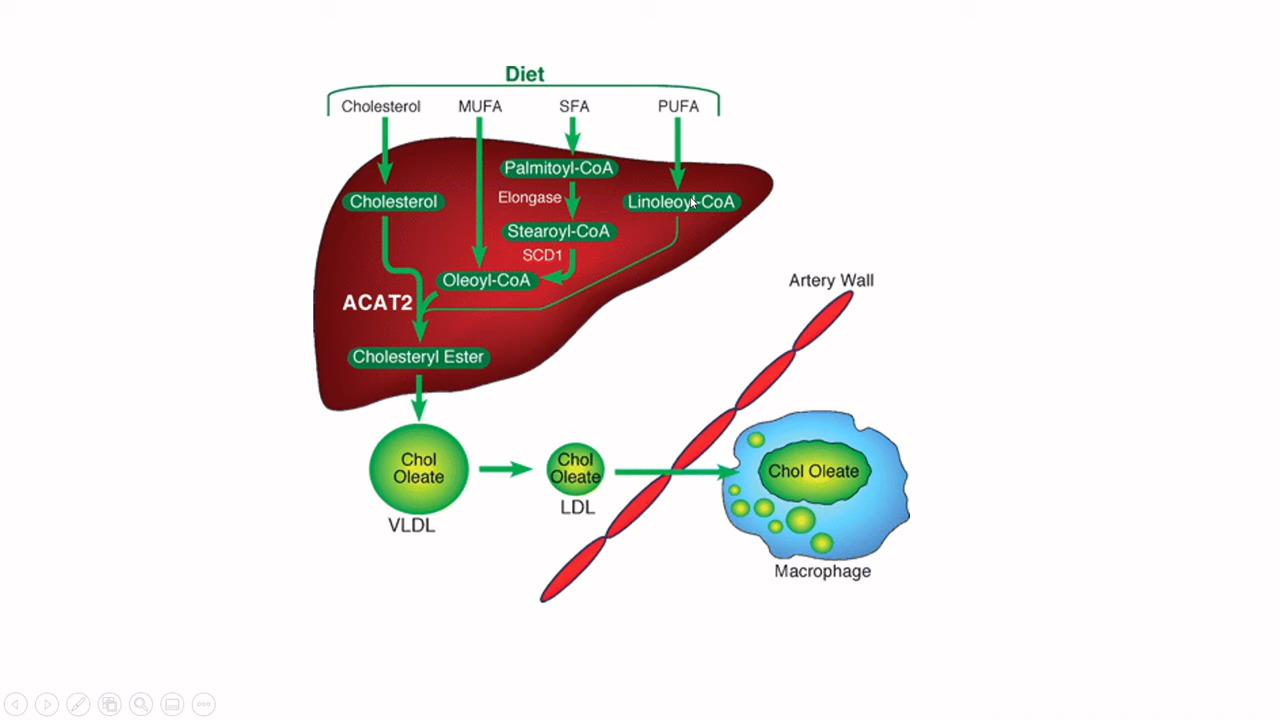 Diet
Cholesterol MUFA SFA PUFA
Palmitoyl-CoA
Elongase
Cholesterol
Linoleoyl-CoA
Stearoyl-CoA
SCD1
Oleoyl-CoA
ACAT2
Cholesteryl Ester
Artery Wall
Chol
Oleate
VLDL
Chol
Oleate
LDL
Chol Oleate
Macrophage